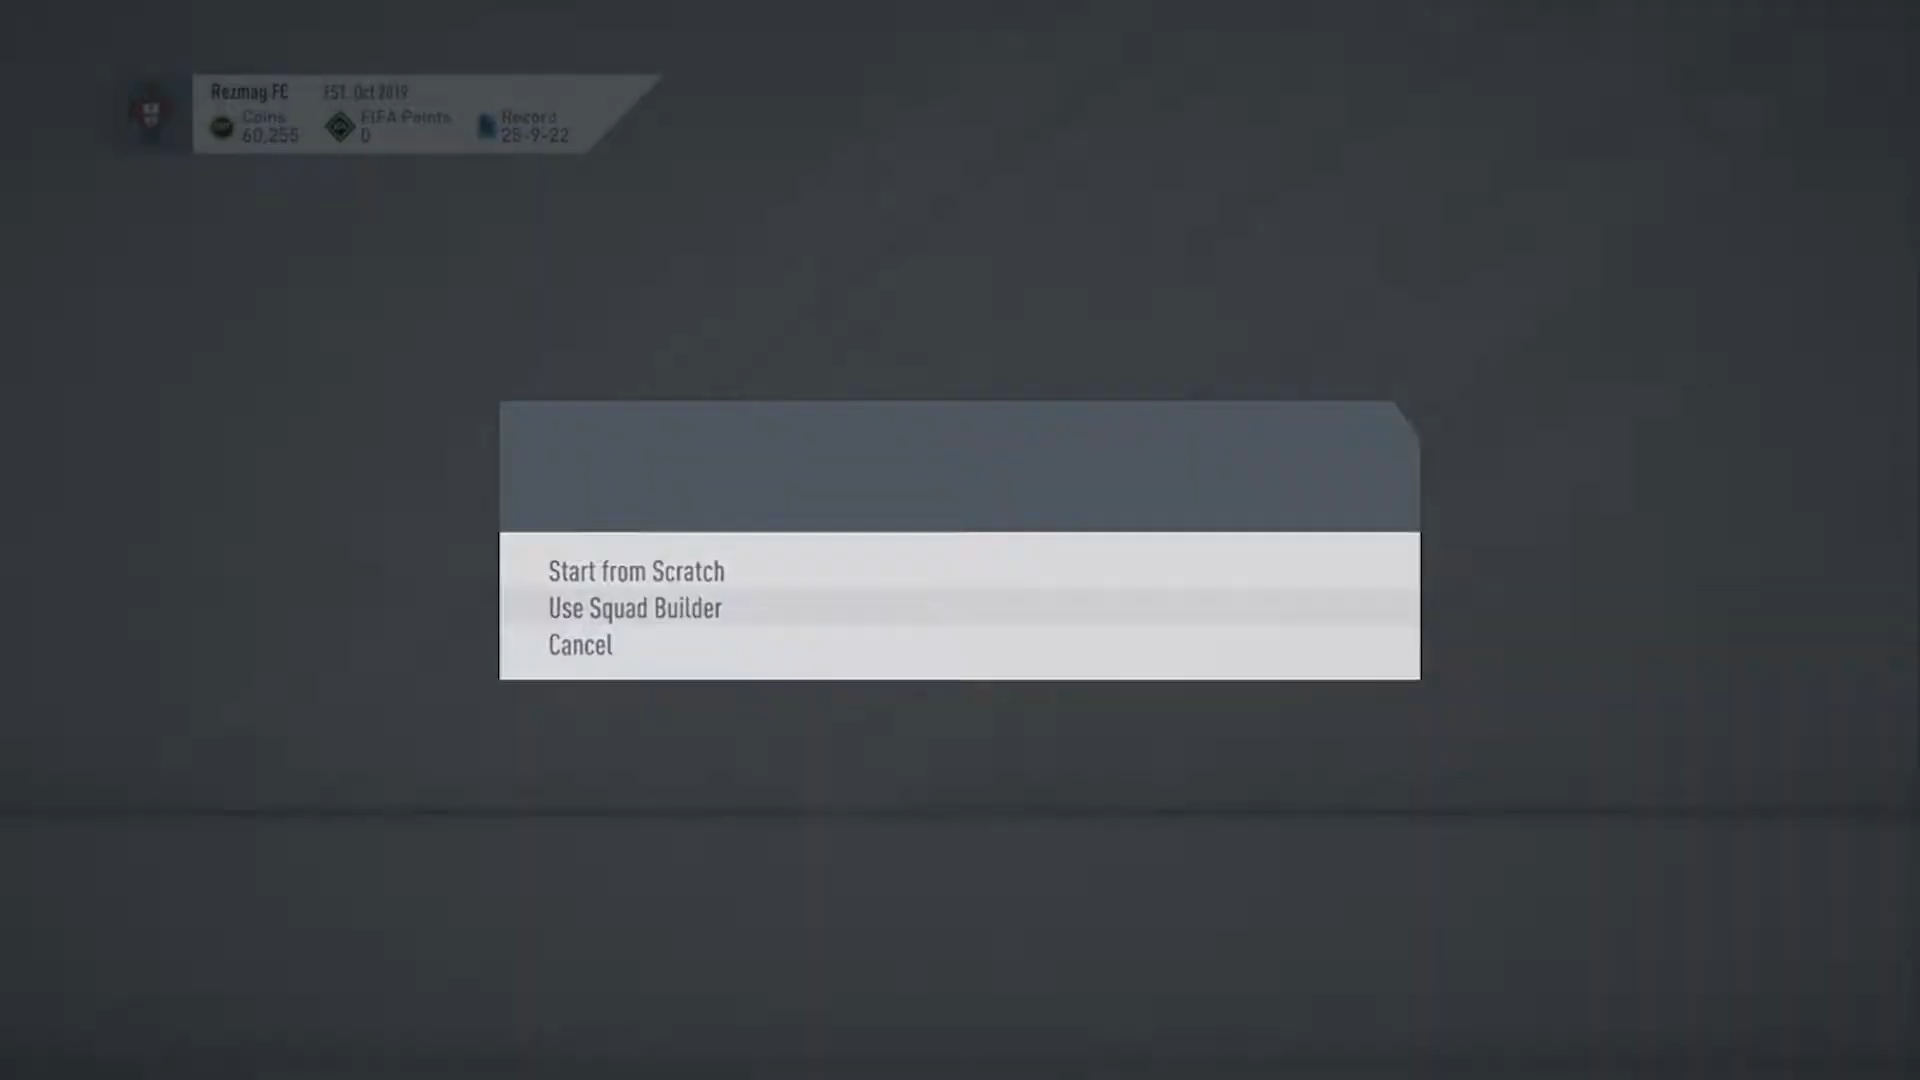 Rezmag FC EST. Oct 2019
Coins FIFA Points Record
60,255 0 25-9-22
Start from Scratch
Use Squad Builder
Cancel